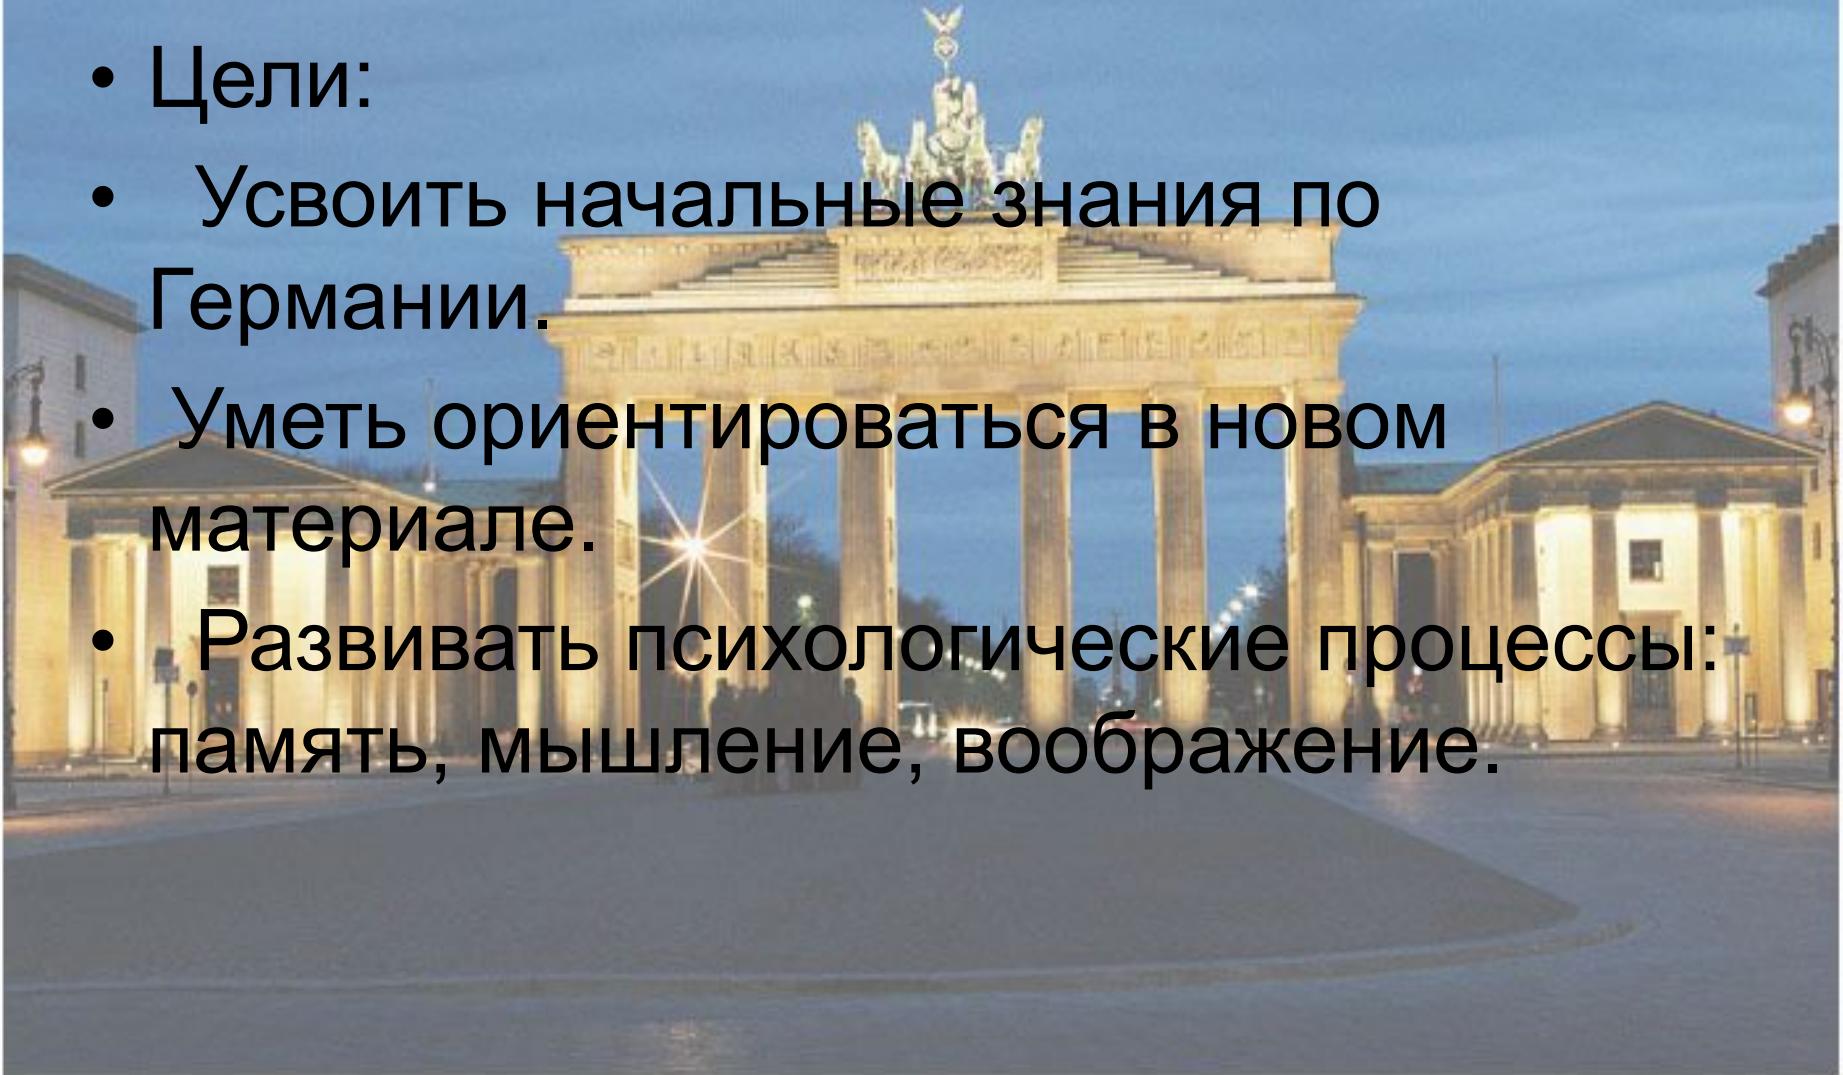 • Цели:
• Усвоить начальные знания по
Германии.
• Уметь ориентироваться в новом
материале.
• Развивать психологические процессы:
память, мышление, воображение.